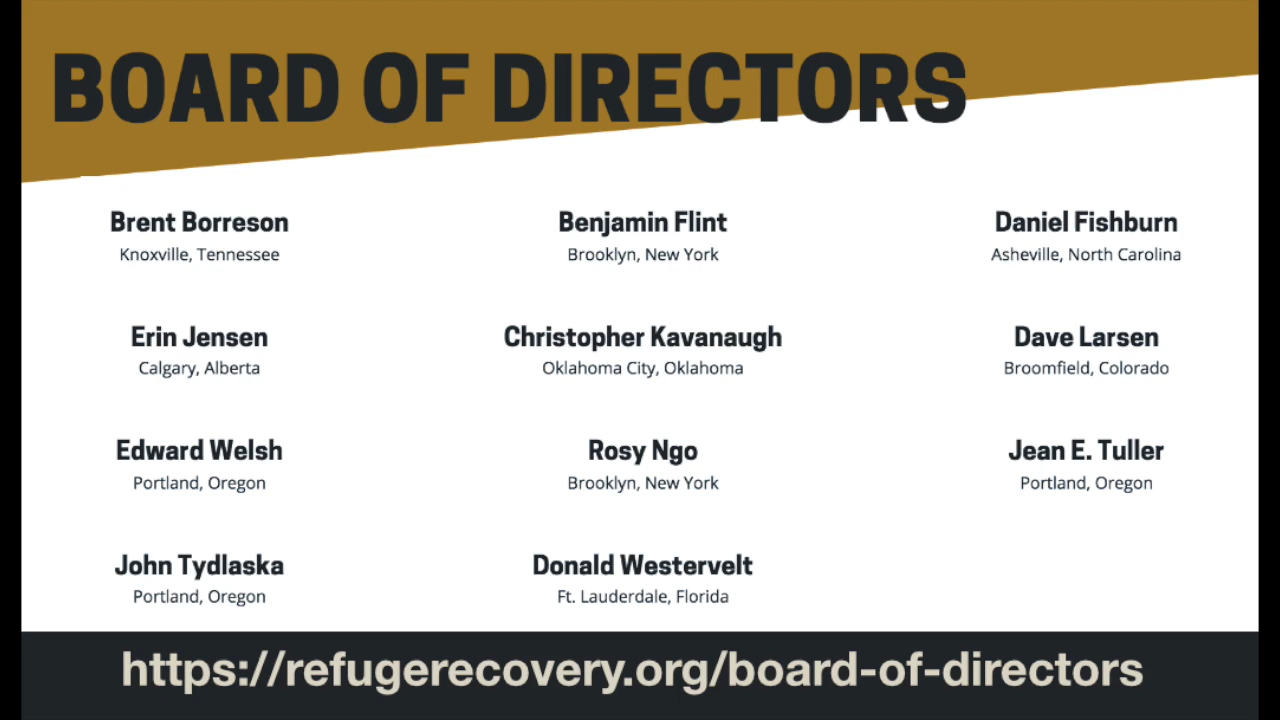 BOARD OF DIRECTORS
Brent Borreson
Knoxville, Tennessee
Benjamin Flint
Brooklyn, New York
Daniel Fishburn
Asheville, North Carolina
Erin Jensen
Calgary, Alberta
Christopher Kavanaugh
Oklahoma City, Oklahoma
Dave Larsen
Broomfield, Colorado
Edward Welsh
Portland, Oregon
Rosy Ngo
Brooklyn, New York
Jean E. Tuller
Portland, Oregon
John Tydlaska
Portland, Oregon
Donald Westervelt
Ft. Lauderdale, Florida
https://refugerecovery.org/board-of-directors